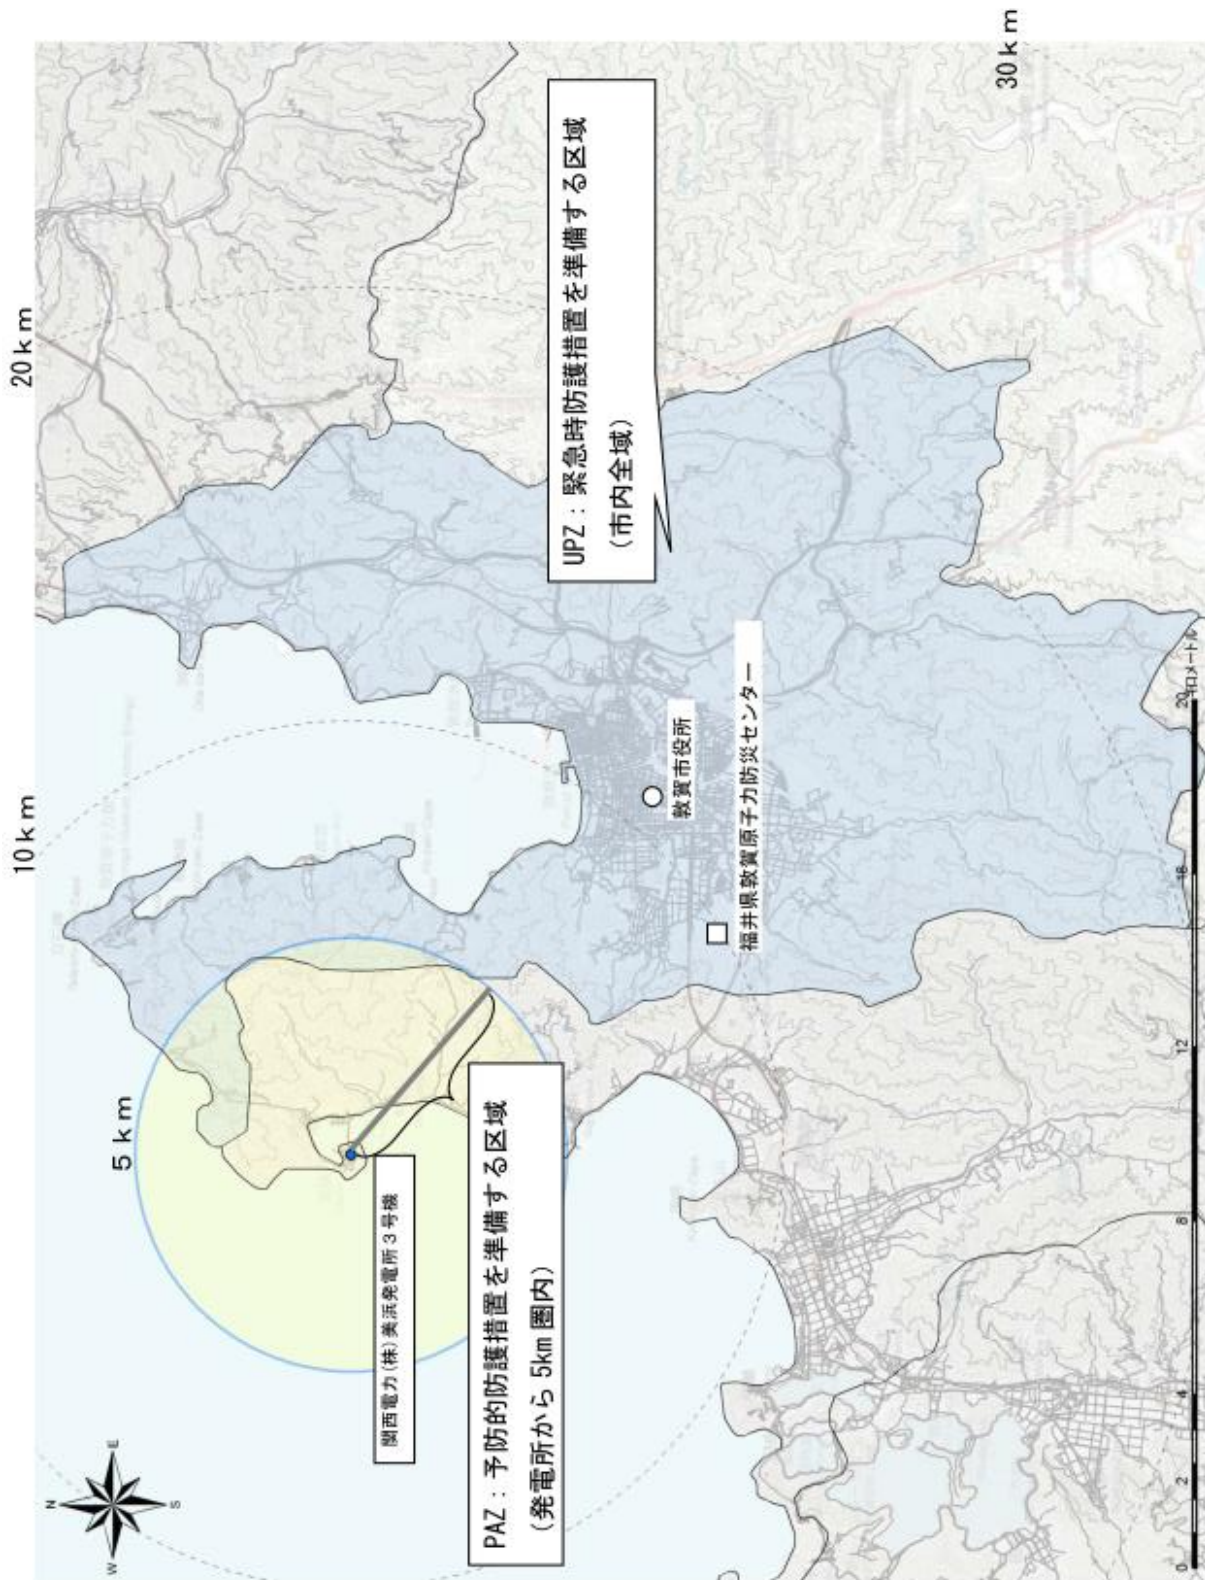 5km
10km
20km
30km
N
W
E
S
関西電力(株)美浜発電所3号機
PAZ:予防的防護措置を準備する区域
(発電所から5km圏内)
UPZ:緊急時防護措置を準備する区域
(市内全域)
敦賀市役所
福井県敦賀原子力防災センター
0 2 4 8 12 16 20
キロメートル